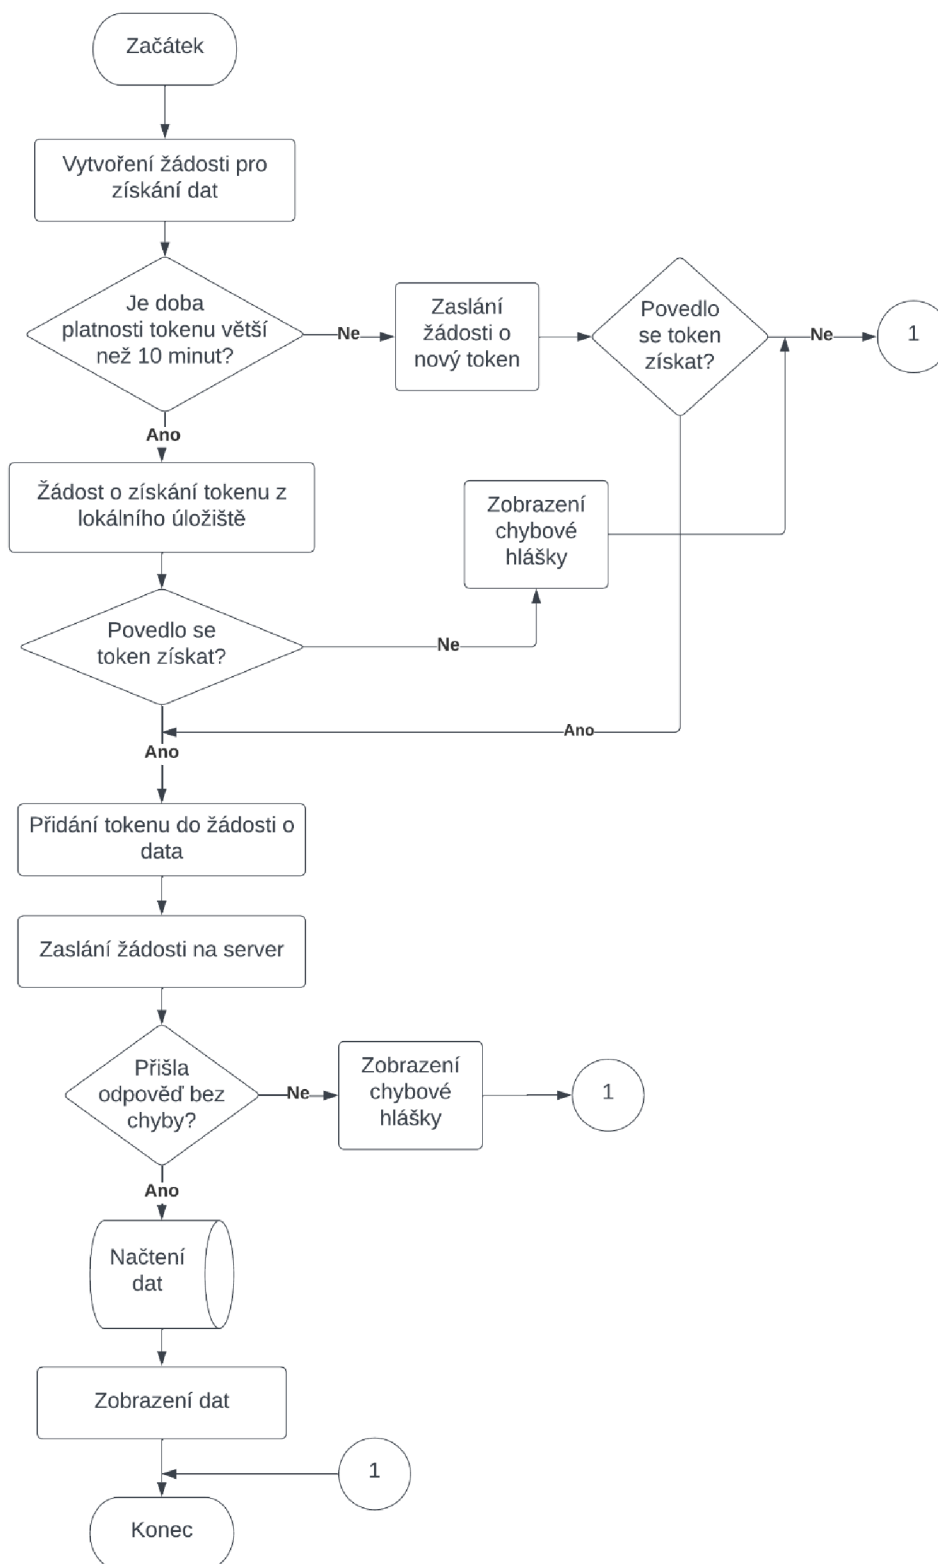 Začátek
Vytvoření žádosti pro
získání dat
Je doba
platnosti tokenu větší
než 10 minut?
Ne
Zaslání
žádosti o
nový token
Povedlo
se token
získat?
Ne
1
Ano
Žádost o získání tokenu z
lokálního úložiště
Zobrazení
chybové
hlášky
Povedlo se
token získat?
Ne
Ano
Ano
Přidání tokenu do žádosti o
data
Zaslání žádosti na server
Přišla
odpověď bez
chyby?
Ne
Zobrazení
chybové
hlášky
1
Ano
Načtení
dat
Zobrazení dat
1
Konec